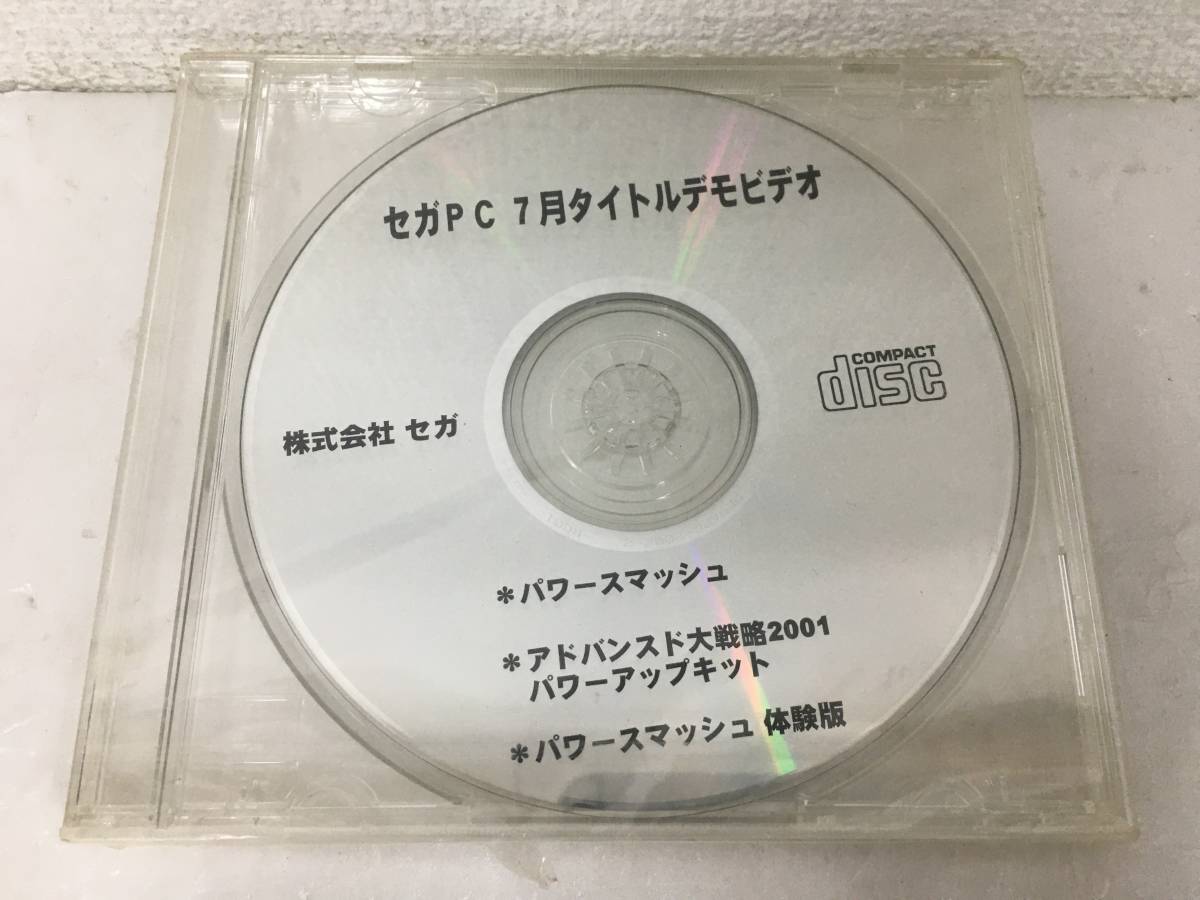 セガPC 7月タイトルデモビデオ
COMPACT
disc
株式会社 セガ
*パワースマッシュ
*アドバンスド大戦略2001
パワーアップキット
*パワースマッシュ 体験版